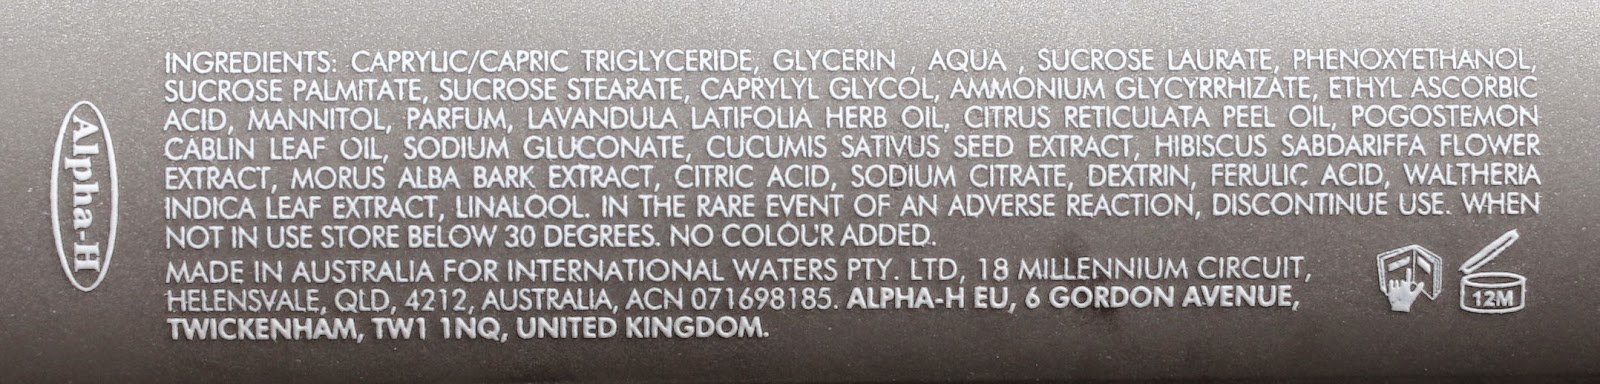 Alpha-H
INGREDIENTS: CAPRYLIC/CAPRIC TRIGLYCERIDE, GLYCERIN , AQUA , SUCROSE LAURATE, PHENOXYETHANOL,
SUCROSE PALMITATE, SUCROSE STEARATE, CAPRYLYL GLYCOL, AMMONIUM GLYCYRRHIZATE, ETHYL ASCORBIC
ACID, MANNITOL, PARFUM, LAVANDULA LATIFOLIA HERB OIL, CITRUS RETICULATA PEEL OIL, POGOSTEMON
CABLIN LEAF OIL, SODIUM GLUCONATE, CUCUMIS SATIVUS SEED EXTRACT, HIBISCUS SABDARIFFA FLOWER
EXTRACT, MORUS ALBA BARK EXTRACT, CITRIC ACID, SODIUM CITRATE, DEXTRIN, FERULIC ACID, WALTHERIA
INDICA LEAF EXTRACT, LINALOOL. IN THE RARE EVENT OF AN ADVERSE REACTION, DISCONTINUE USE. WHEN
NOT IN USE STORE BELOW 30 DEGREES. NO COLOUR ADDED.
MADE IN AUSTRALIA FOR INTERNATIONAL WATERS PTY. LTD, 18 MILLENNIUM CIRCUIT,
HELENSVALE, QLD, 4212, AUSTRALIA, ACN 071698185. ALPHA-H EU, 6 GORDON AVENUE,
TWICKENHAM, TW1 1NQ, UNITED KINGDOM.
12M